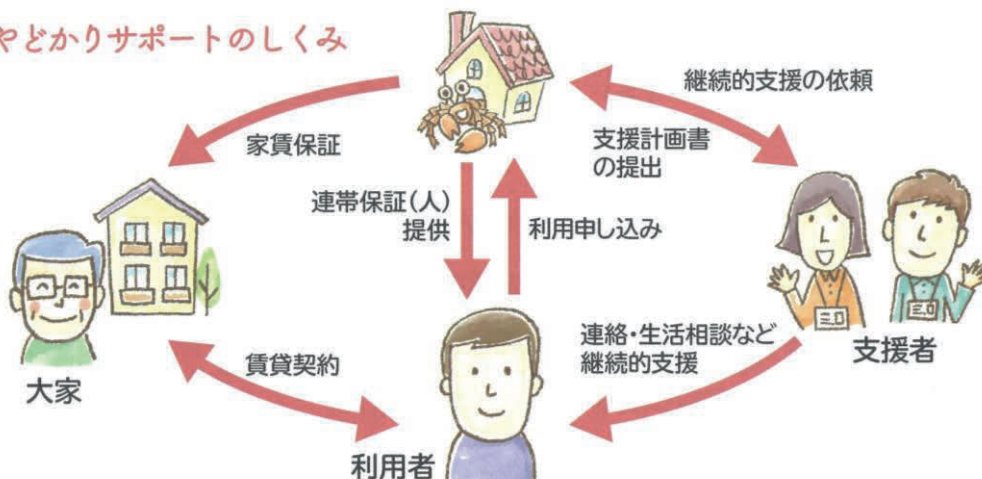 やどかりサポートのしくみ
継続的支援の依頼
家賃保証
支援計画書
の提出
連帯保証(人)
提供
利用申し込み
連絡・生活相談など
継続的支援
支援者
賃貸契約
大家
利用者